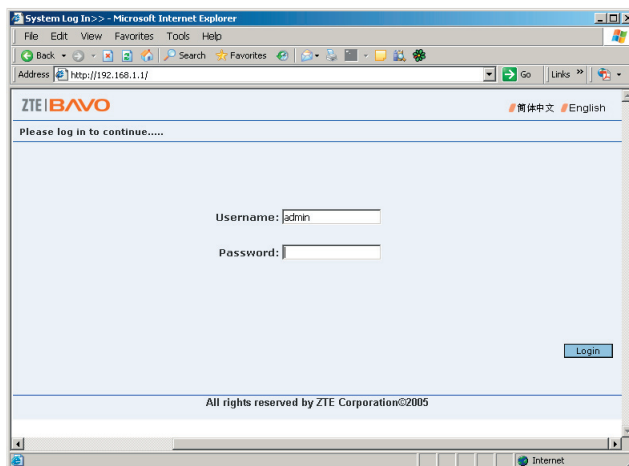 System Log In>> - Microsoft Internet Explorer
File Edit View Favorites Tools Help
Back Search Favorites
Address http://192.168.1.1/ Go Links »
ZTE BAVO 简体中文 English
Please log in to continue.....
Username: admin
Password:
Login
All rights reserved by ZTE Corporation©2005
Internet